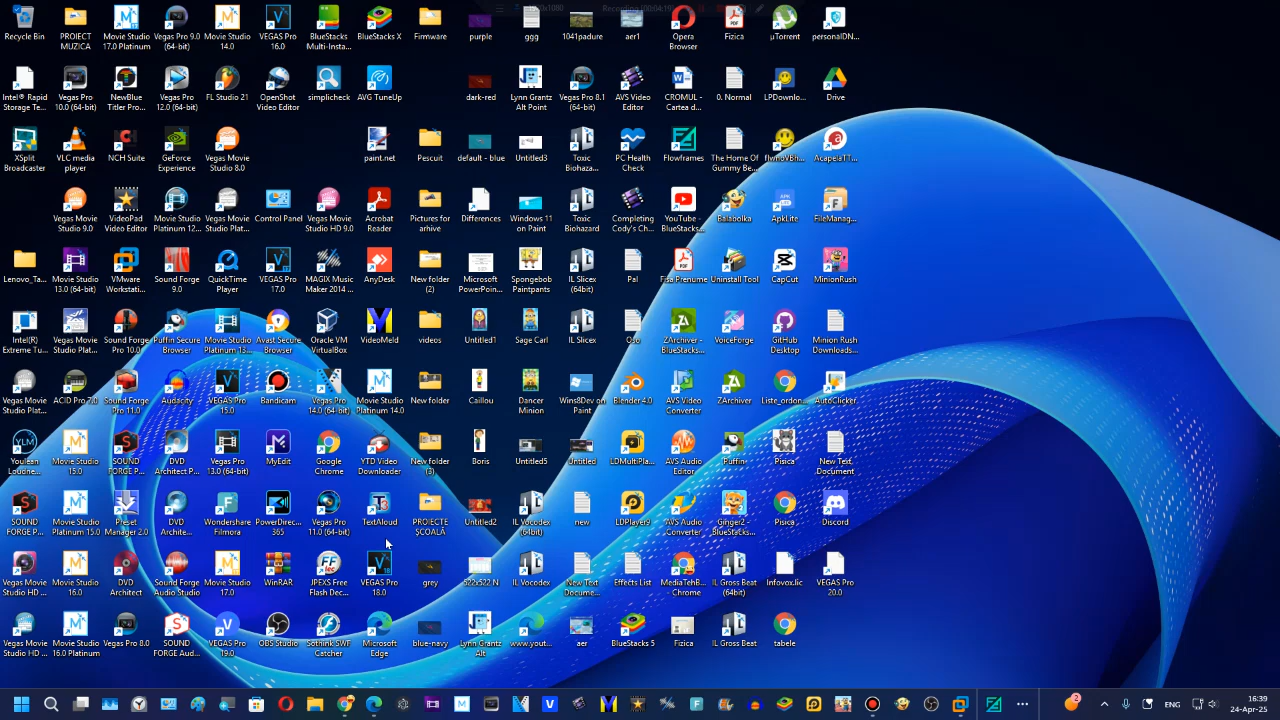 Recycle Bin
PROIECT MUZICA
Movie Studio 17.0 Platinum
Vegas Pro 9.0 (64-bit)
Movie Studio 14.0
VEGAS Pro 16.0
BlueStacks Multi-Insta...
BlueStacks X
Firmware
purple
ggg
1041padure
aer1
Opera Browser
Fizica
µTorrent
personalDN...
Intel® Rapid Storage Te...
Vegas Pro 10.0 (64-bit)
NewBlue Titler Pro...
Vegas Pro 12.0 (64-bit)
FL Studio 21
OpenShot Video Editor
simplicheck
AVG TuneUp
dark-red
Lynn Grantz Alt Point
Vegas Pro 8.1 (64-bit)
AVS Video Editor
CROMUL - Cartea d...
0. Normal
LPDownlo...
Drive
XSplit Broadcaster
VLC media player
NCH Suite
GeForce Experience
Vegas Movie Studio 8.0
paint.net
Pescuit
default - blue
Untitled3
Toxic Biohaza...
PC Health Check
Flowframes
The Home Of Gummy Be...
AcapelaTT...
Vegas Movie Studio 9.0
VideoPad Video Editor
Movie Studio Platinum 12...
Vegas Movie Studio Plat...
Control Panel
Vegas Movie Studio HD 9.0
Acrobat Reader
Pictures for arhive
Differences
Windows 11 on Paint
Toxic Biohazard
Completing Cody's Ch...
YouTube - BlueStacks...
Balabolka
ApkLite
FileManag...
Lenovo_Ta...
Movie Studio 13.0 (64-bit)
VMware Workstati...
Sound Forge 9.0
QuickTime Player
VEGAS Pro 17.0
MAGIX Music Maker 2014 ...
AnyDesk
New folder (2)
Microsoft PowerPoin...
Spongebob Paintpants
IL Slicex (64bit)
Pal
Fisa Prenume
Uninstall Tool
CapCut
MinionRush
Intel(R) Extreme Tu...
Vegas Movie Studio Plat...
Sound Forge Pro 10.0
Puffin Secure Browser
Movie Studio Platinum 13...
Avast Secure Browser
Oracle VM VirtualBox
VideoMeld
videos
Untitled1
Sage Carl
IL Slicex
Oso
ZArchiver - BlueStacks...
VoiceForge
GitHub Desktop
Minion Rush Downloads...
Vegas Movie Studio Plat...
ACID Pro 7.0
Sound Forge Pro 11.0
Audacity
VEGAS Pro 15.0
Bandicam
Vegas Pro 14.0 (64-bit)
Movie Studio Platinum 14.0
New folder
Caillou
Dancer Minion
Wins8Dev on Paint
Blender 4.0
AVS Video Converter
ZArchiver
Liste_ordon...
AutoClicker
Youlean Loudne...
Movie Studio 15.0
SOUND FORGE P...
DVD Architect P...
Vegas Pro 13.0 (64-bit)
MyEdit
Google Chrome
YTD Video Downloader
New folder (3)
Boris
Untitled5
Untitled
LDMultiPla...
AVS Audio Editor
Puffin
Pisica
New Text Document
SOUND FORGE P...
Movie Studio Platinum 15.0
Preset Manager 2.0
DVD Archite...
Wondershare Filmora
PowerDirec... 365
Vegas Pro 11.0 (64-bit)
TextAloud
PROIECTE ȘCOALĂ
Untitled2
IL Vocodex (64bit)
new
LDPlayer9
AVS Audio Converter
Ginger2 - BlueStacks...
Pisica
Discord
Vegas Movie Studio HD ...
Movie Studio 16.0
DVD Architect
Sound Forge Audio Studio
Movie Studio 17.0
WinRAR
JPEXS Free Flash Dec...
VEGAS Pro 18.0
grey
522x522.N
IL Vocodex
New Text Docume...
Effects List
MediaTehB... - Chrome
IL Gross Beat (64bit)
Infovox.lic
VEGAS Pro 20.0
Vegas Movie Studio HD ...
Movie Studio 16.0 Platinum
Vegas Pro 8.0
SOUND FORGE Aud...
VEGAS Pro 19.0
OBS Studio
Sothink SWF Catcher
Microsoft Edge
blue-navy
Lynn Grantz Alt
www.yout...
aer
BlueStacks 5
Fizica
IL Gross Beat
tabele
2
ENG
16:39
24-Apr-25